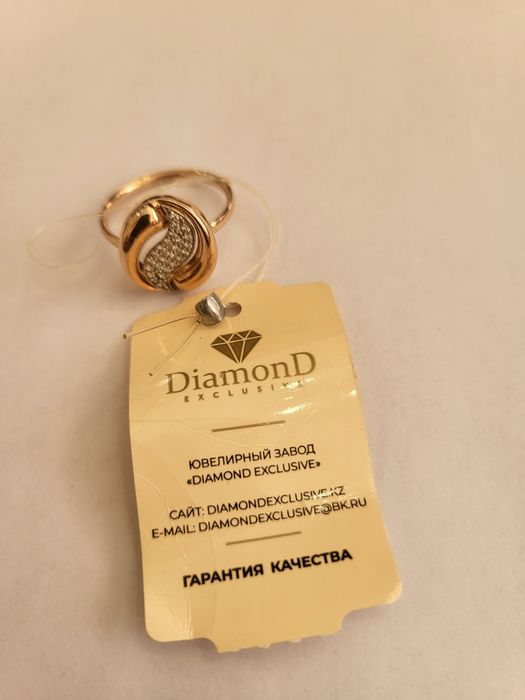 DiamonD
EXCLUSIVE
ЮВЕЛИРНЫЙ ЗАВОД
«DIAMOND EXCLUSIVE»
САЙТ: DIAMONDEXCLUSIVE.KZ
E-MAIL: DIAMONDEXCLUSIVE@BK.RU
ГАРАНТИЯ КАЧЕСТВА